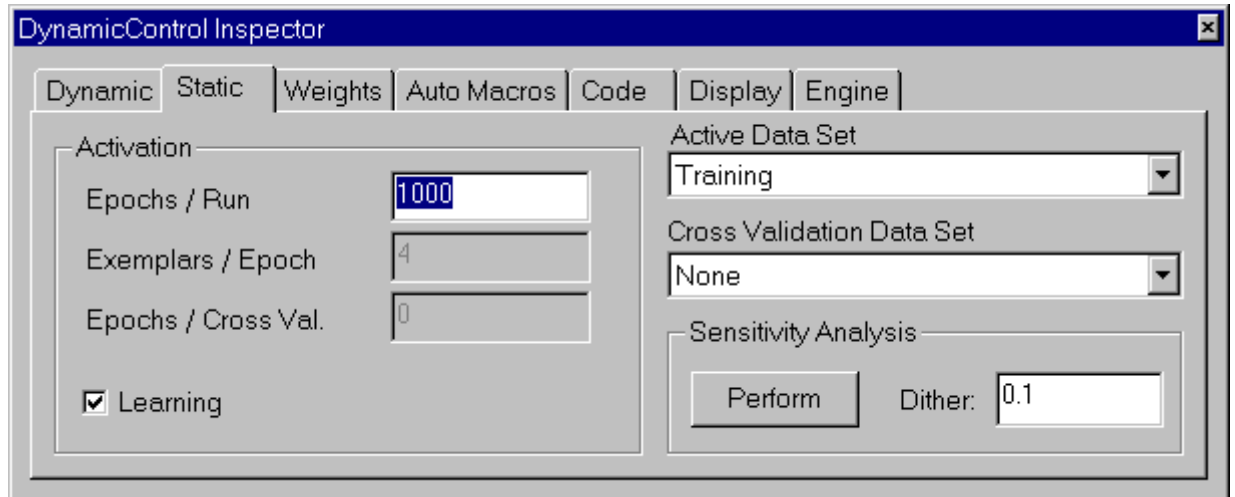 DynamicControl Inspector
Dynamic Static Weights Auto Macros Code Display Engine
Activation
Epochs / Run 1000
Exemplars / Epoch 4
Epochs / Cross Val. 0
Learning
Active Data Set
Training
Cross Validation Data Set
None
Sensitivity Analysis
Perform Dither: 0.1